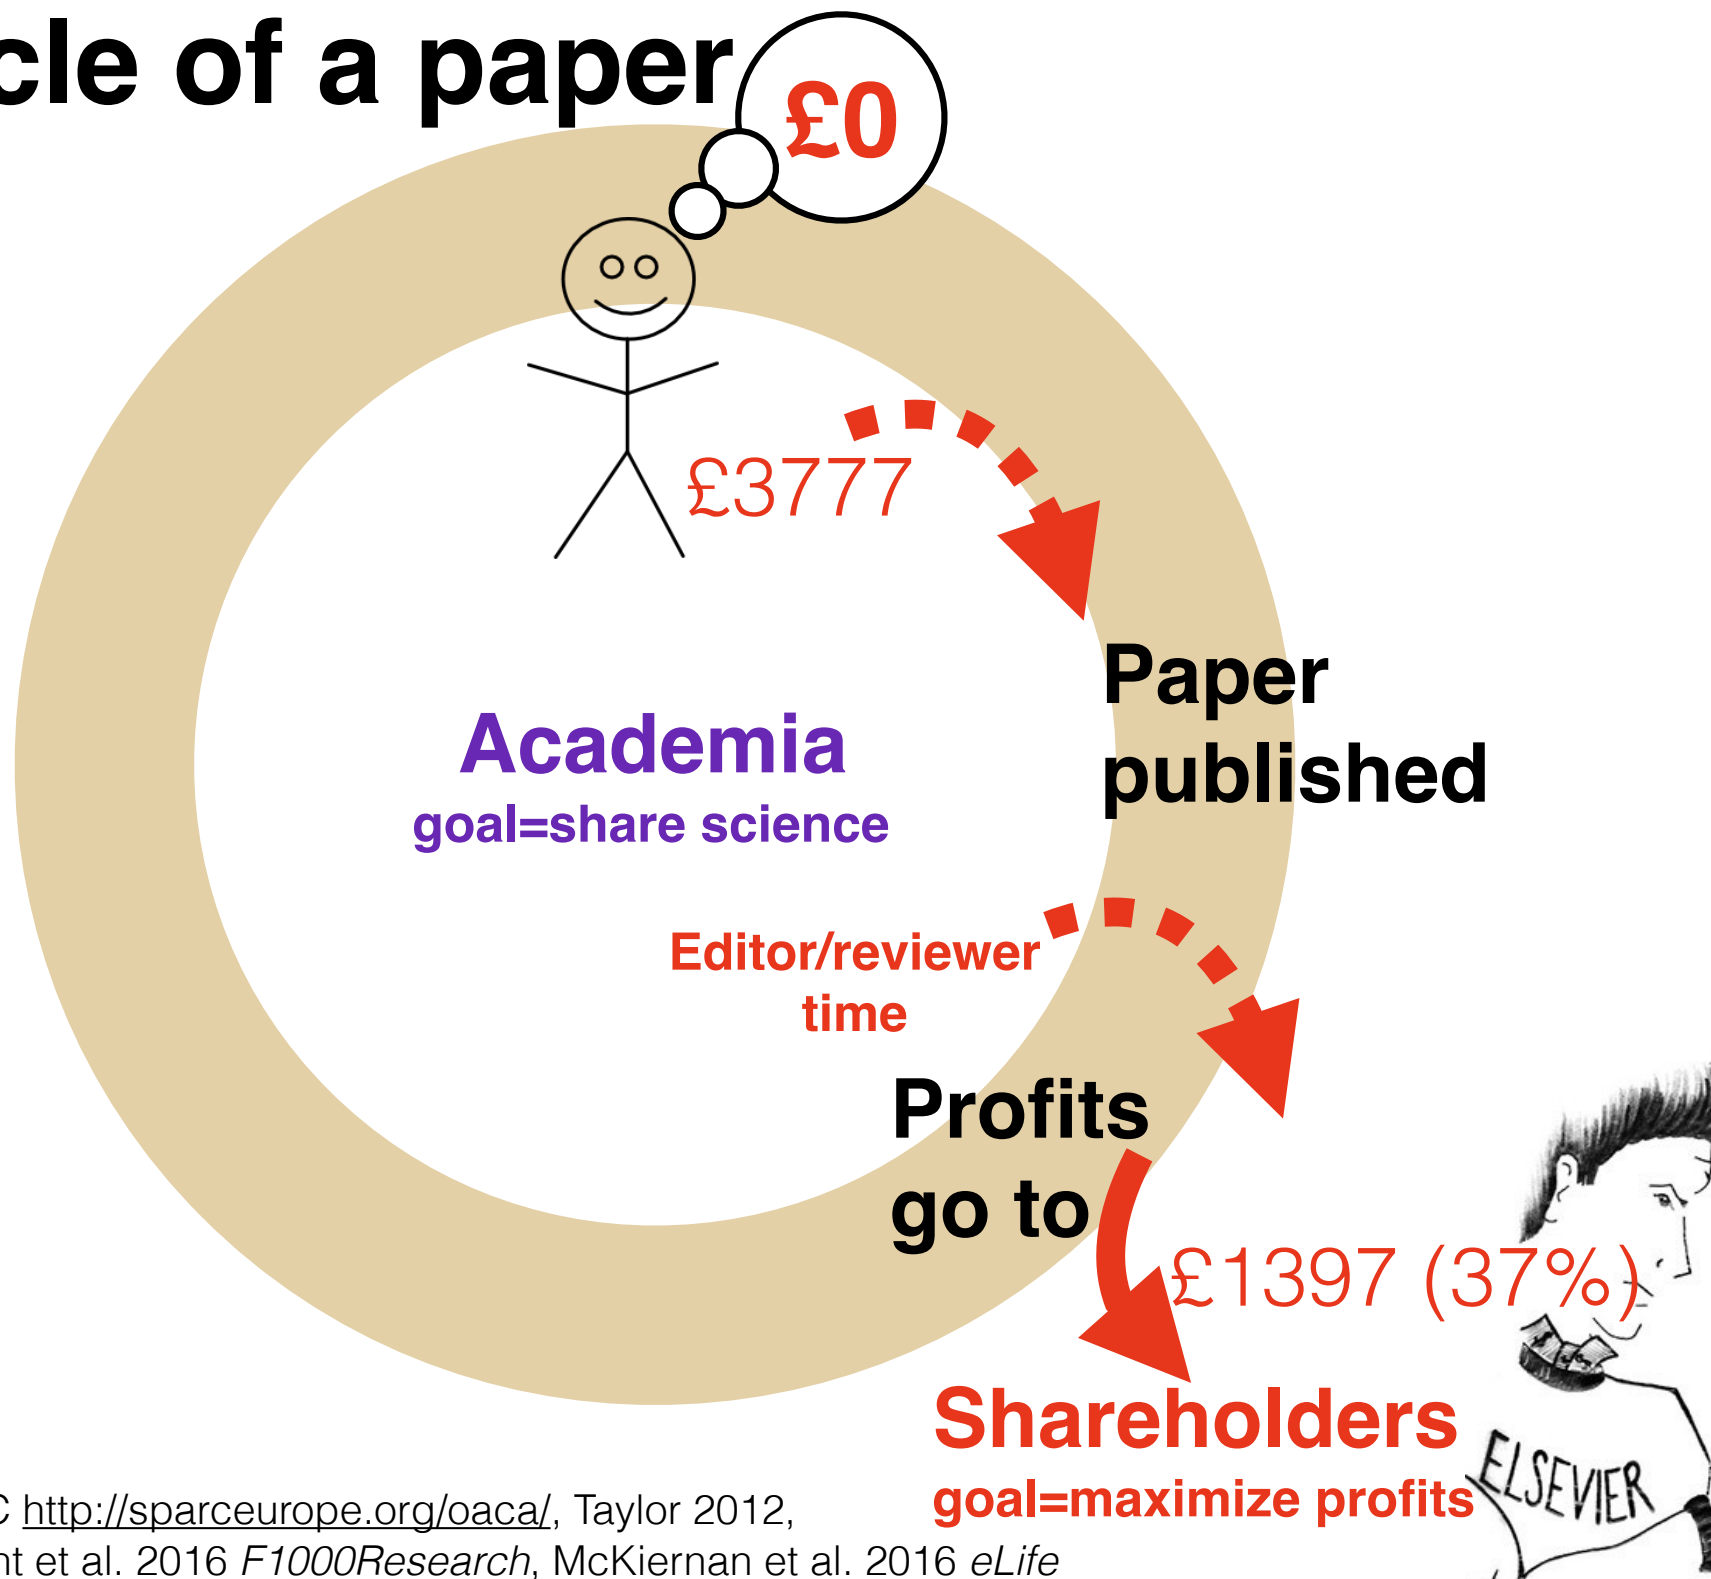 cle of a paper
£0
£3777
Paper
published
Academia
goal=share science
Editor/reviewer
time
Profits
go to
£1397 (37%)
Shareholders
goal=maximize profits
ELSEVIER
C http://sparceurope.org/oaca/, Taylor 2012,
nt et al. 2016 F1000Research, McKiernan et al. 2016 eLife